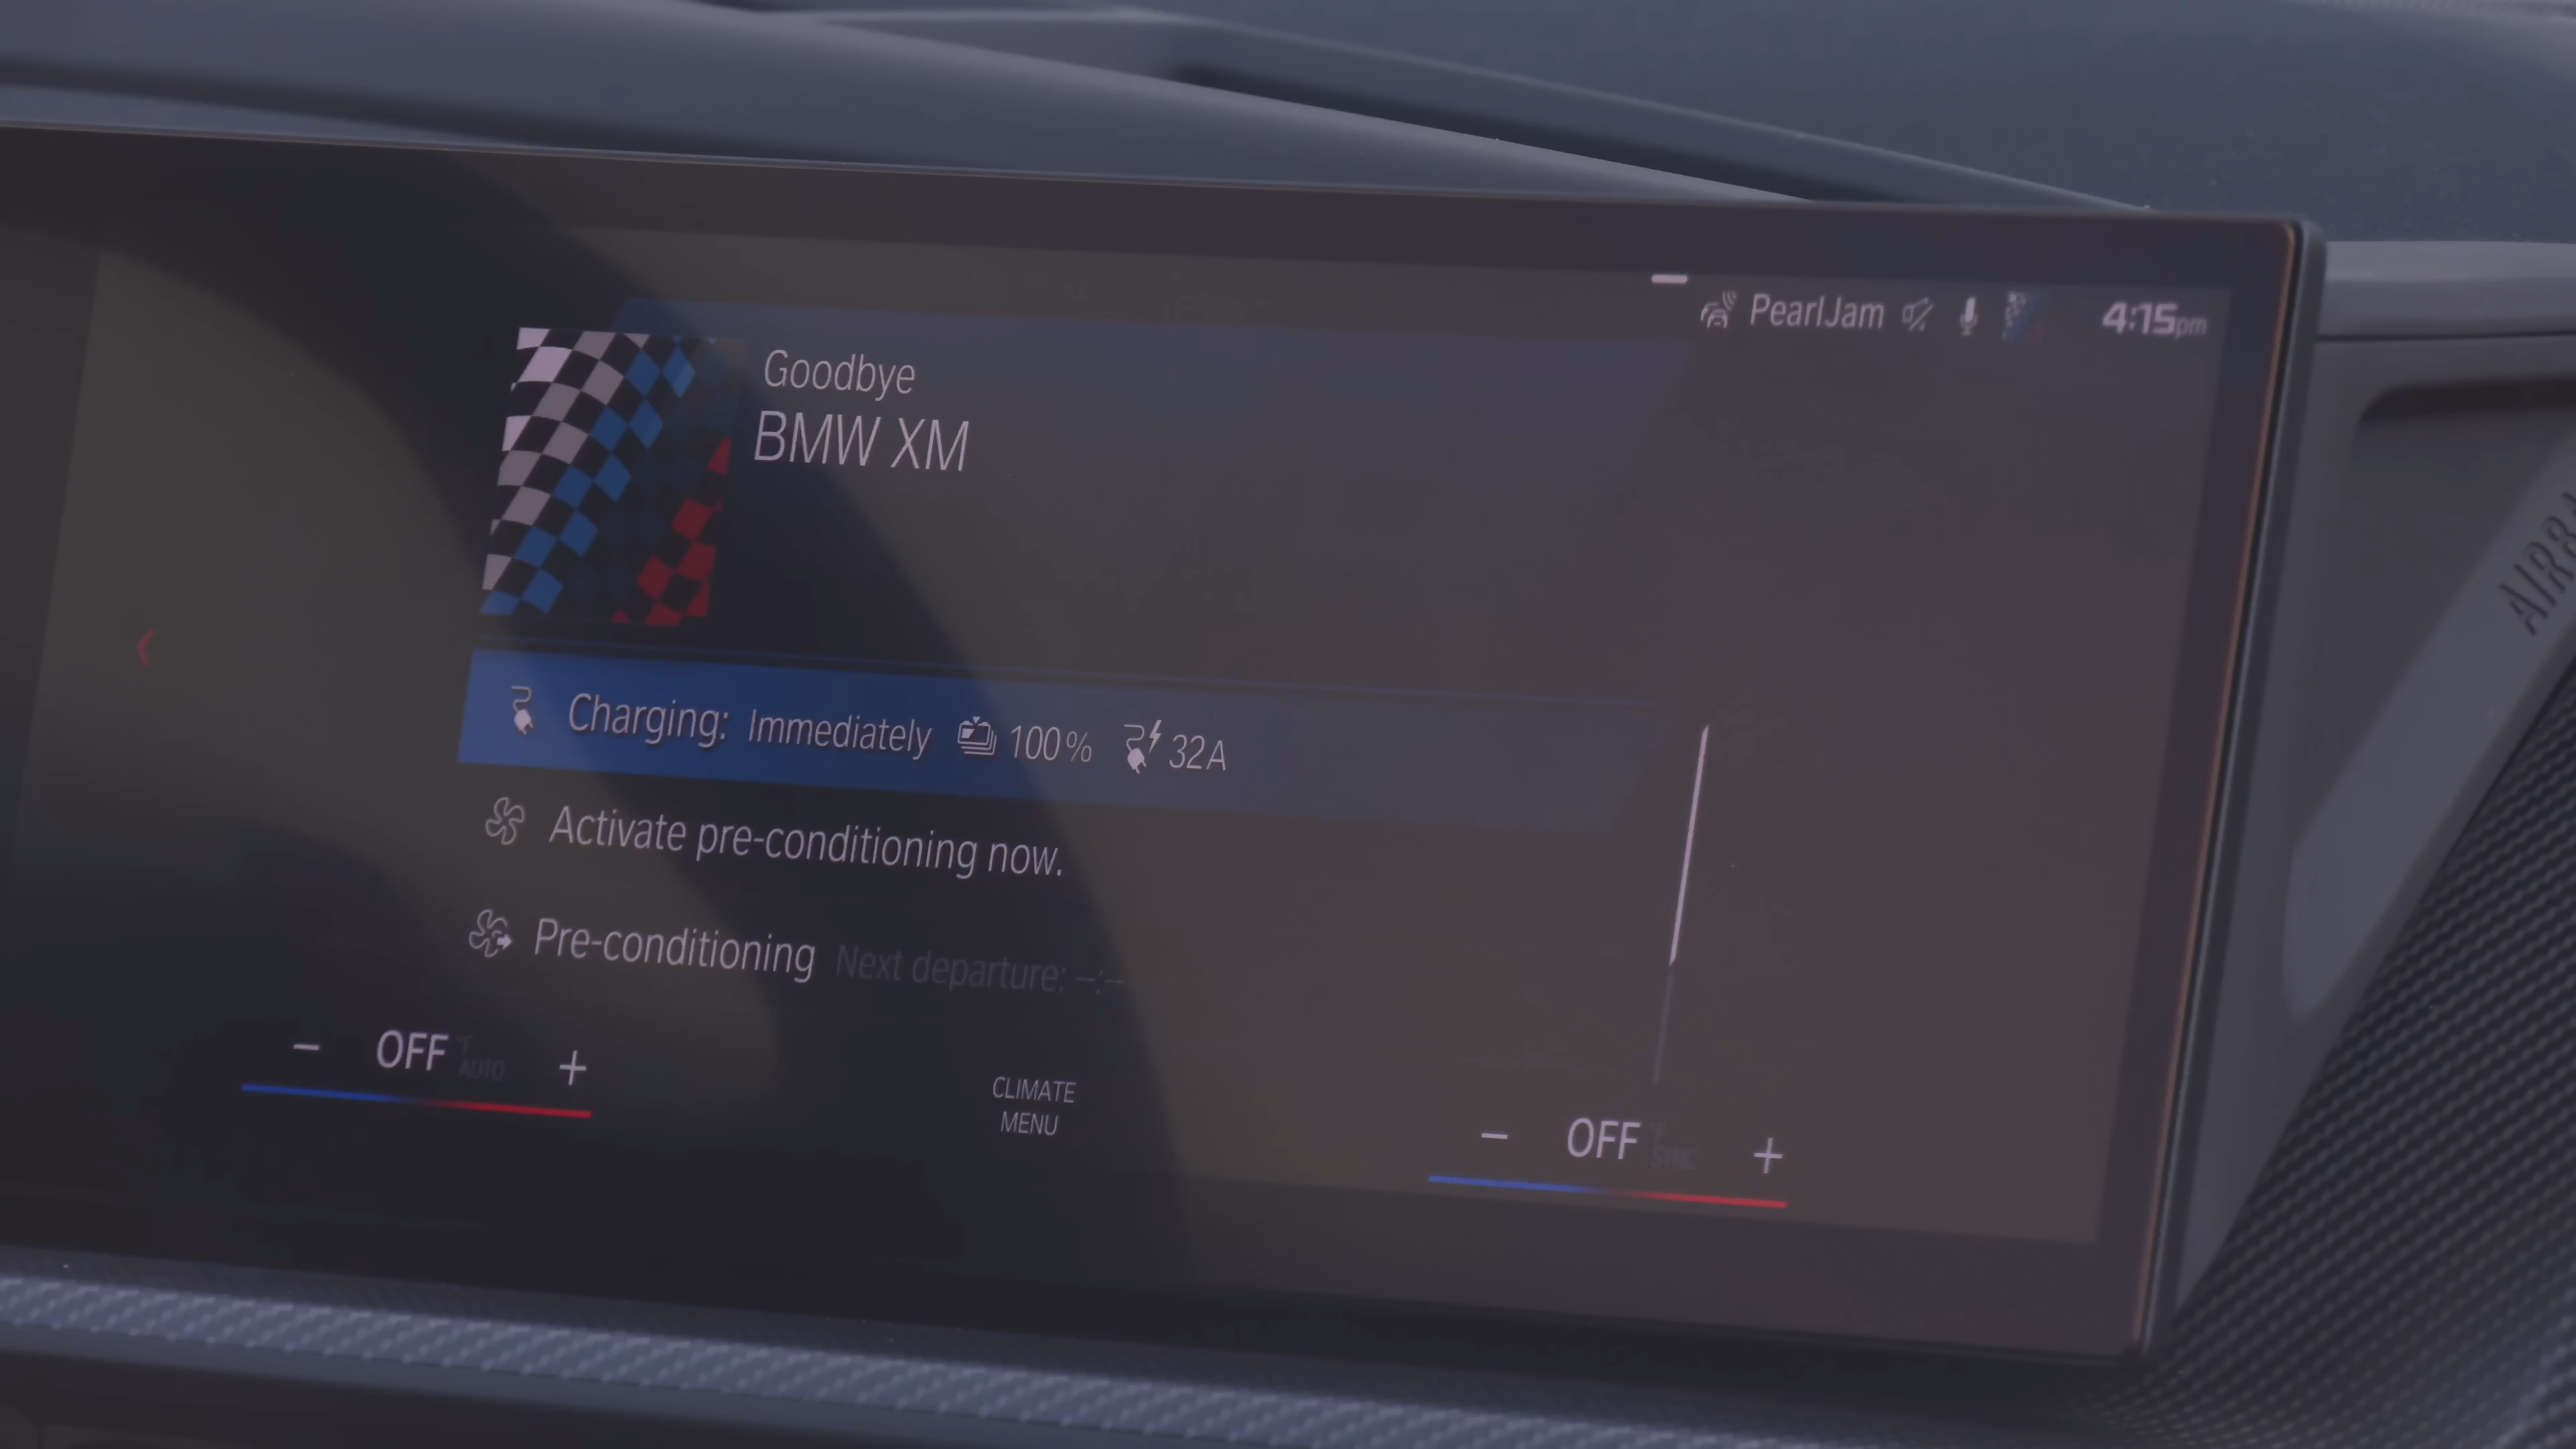 PearlJam 4:15pm
Goodbye
BMW XM
Charging: Immediately 100% 32A
Activate pre-conditioning now.
Pre-conditioning Next departure: --:--
- OFF °F AUTO +
CLIMATE
MENU
- OFF °F SYNC +